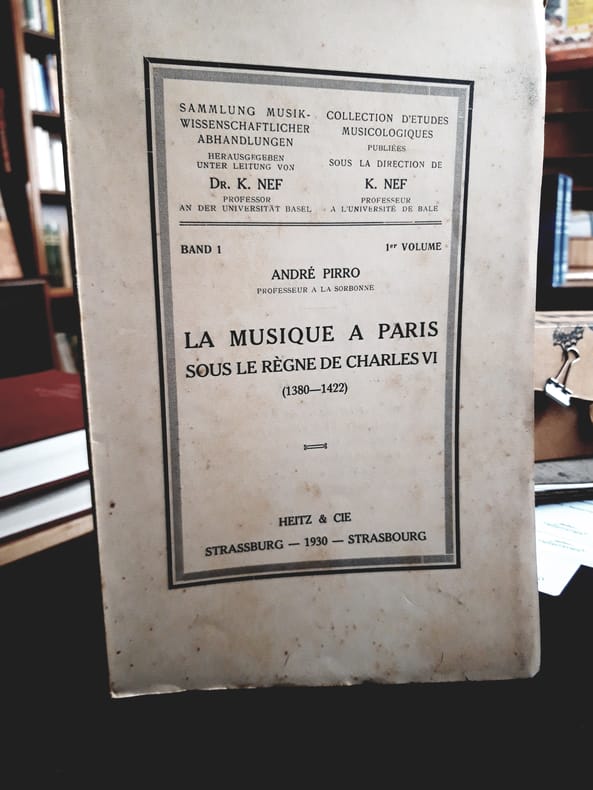 SAMMLUNG MUSIK-
WISSENSCHAFTLICHER
ABHANDLUNGEN
HERAUSGEGEBEN
UNTER LEITUNG VON
DR. K. NEF
PROFESSOR
AN DER UNIVERSITÄT BASEL
COLLECTION D'ETUDES
MUSICOLOGIQUES
PUBLIÉES
SOUS LA DIRECTION DE
K. NEF
PROFESSEUR
A L'UNIVERSITÉ DE BALE
BAND 1
1er VOLUME
ANDRÉ PIRRO
PROFESSEUR A LA SORBONNE
LA MUSIQUE A PARIS
SOUS LE RÈGNE DE CHARLES VI
(1380—1422)
HEITZ & CIE
STRASSBURG — 1930 — STRASBOURG